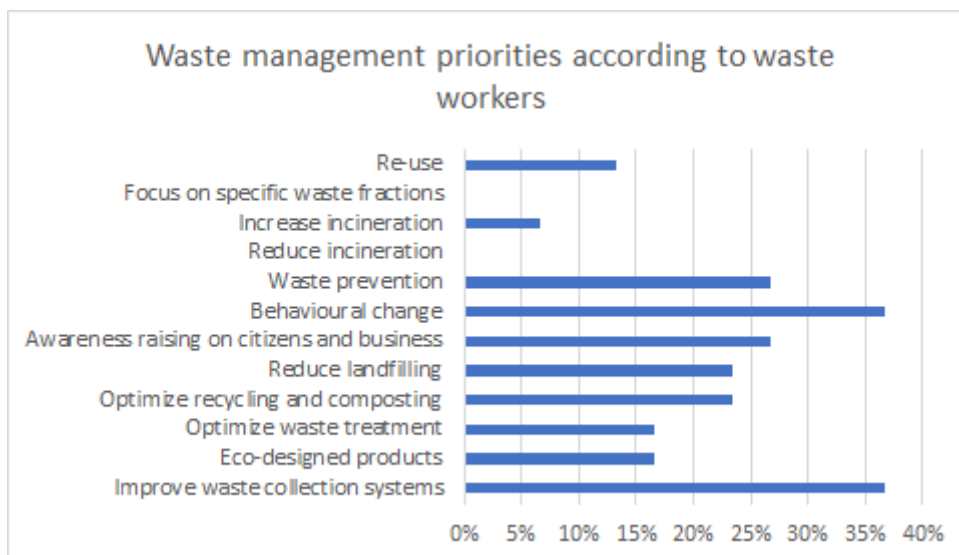 Waste management priorities according to waste
workers
Re-use
Focus on specific waste fractions
Increase incineration
Reduce incineration
Waste prevention
Behavioural change
Awareness raising on citizens and business
Reduce landfilling
Optimize recycling and composting
Optimize waste treatment
Eco-designed products
Improve waste collection systems
0% 5% 10% 15% 20% 25% 30% 35% 40%